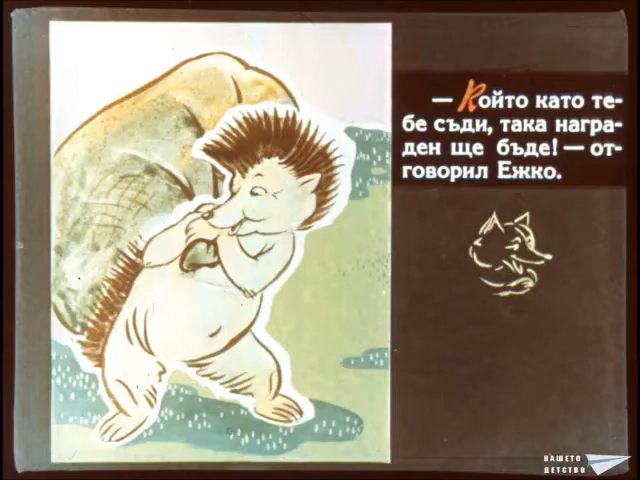 — Който като те-
бе съди, така награ-
ден ще бъде! — от-
говорил Ежко.
НАШЕТО
ДЕТСТВО